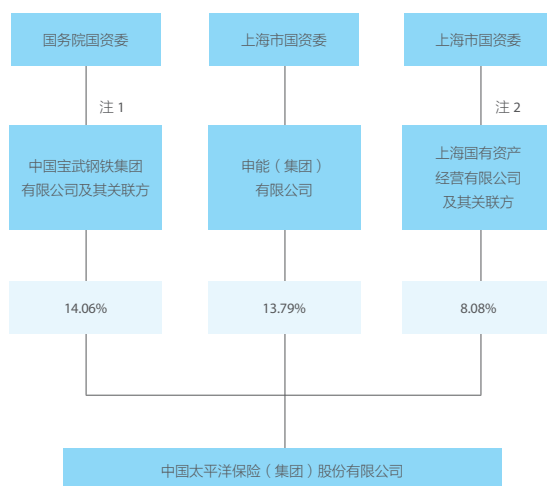 国务院国资委
上海市国资委
上海市国资委
注 1
注 2
中国宝武钢铁集团
有限公司及其关联方
申能（集团）
有限公司
上海国有资产
经营有限公司
及其关联方
14.06%
13.79%
8.08%
中国太平洋保险（集团）股份有限公司